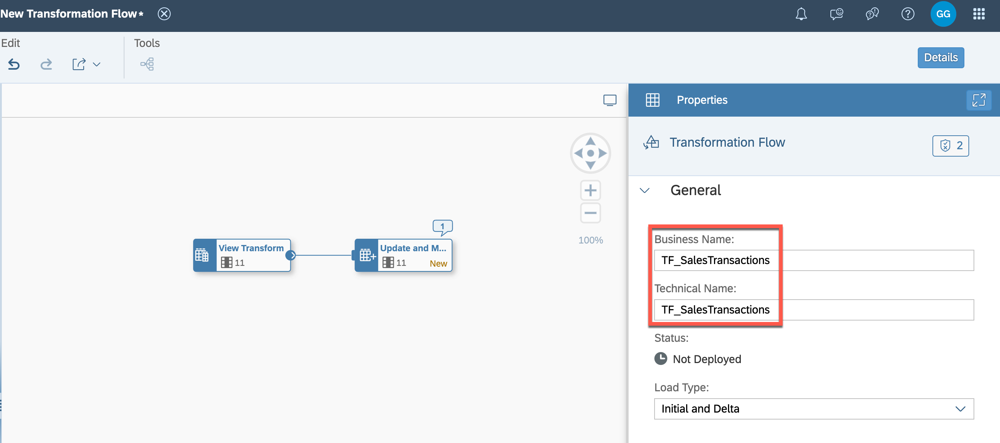 New Transformation Flow*
GG
Edit
Tools
Details
Properties
Transformation Flow
2
General
100%
1
View Transform
11
Update and M...
11
New
Business Name:
TF_SalesTransactions
Technical Name:
TF_SalesTransactions
Status:
Not Deployed
Load Type:
Initial and Delta